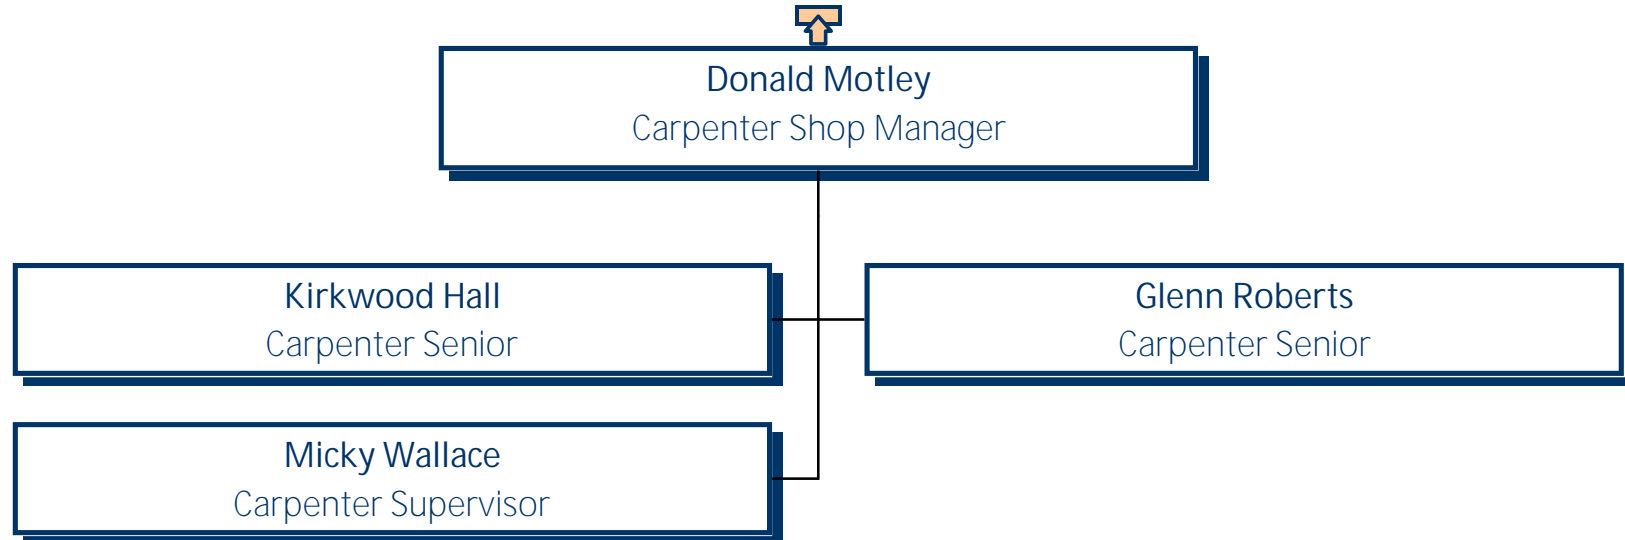 Donald Motley
Carpenter Shop Manager
Kirkwood Hall
Carpenter Senior
Glenn Roberts
Carpenter Senior
Micky Wallace
Carpenter Supervisor